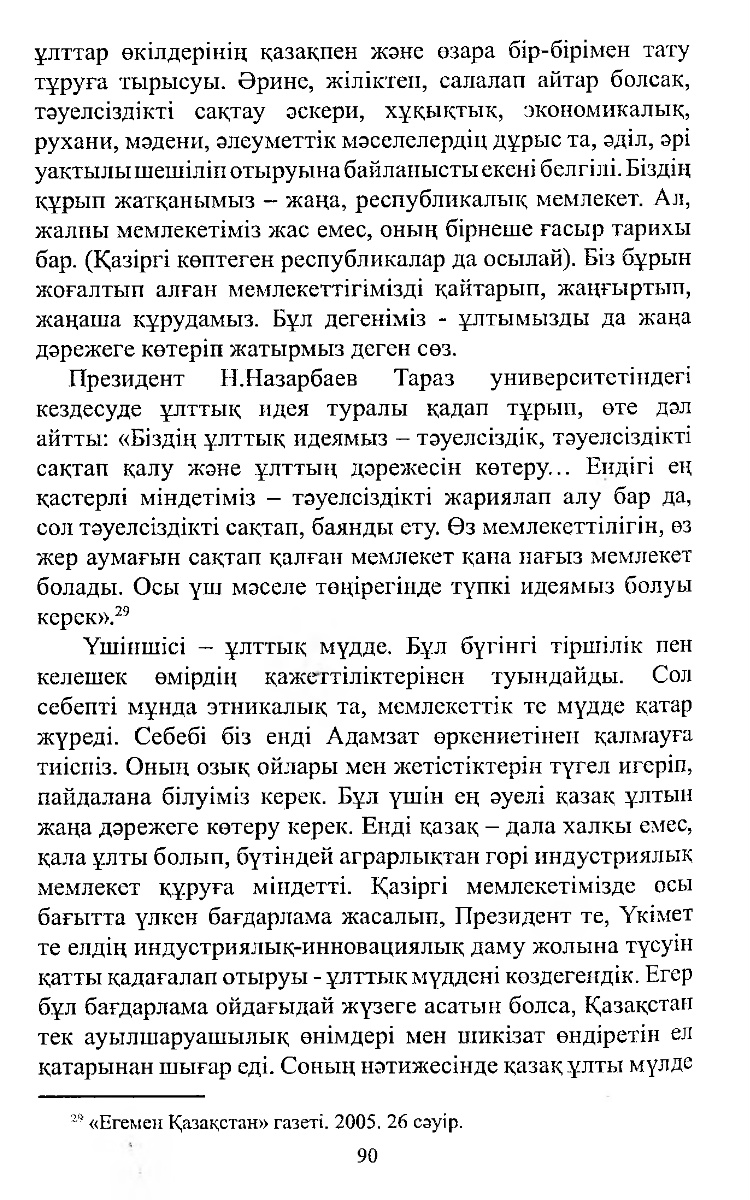 ұлттар өкілдерінің қазақпен және өзара бір-бірімен тату
тұруға тырысуы. Әрине, жіліктеп, салалап айтар болсақ,
тәуелсіздікті сақтау әскери, хұқықтық, экономикалық,
рухани, мәдени, әлеуметтік мәселелердің дұрыс та, әділ, әрі
уақтылы шешіліп отыруына байланысты екені белгілі. Біздің
құрып жатқанымыз – жаңа, республикалық мемлекет. Ал,
жалпы мемлекетіміз жас емес, оның бірнеше ғасыр тарихы
бар. (Қазіргі көптеген республикалар да осылай). Біз бұрын
жоғалтып алған мемлекеттігімізді қайтарып, жаңғыртып,
жаңаша құрудамыз. Бұл дегеніміз - ұлтымызды да жаңа
дәрежеге көтеріп жатырмыз деген сөз.
Президент Н.Назарбаев Тараз университетіндегі
кездесуде ұлттық идея туралы қадап тұрып, өте дәл
айтты: «Біздің ұлттық идеямыз – тәуелсіздік, тәуелсіздікті
сақтап қалу және ұлттың дәрежесін көтеру... Ендігі ең
қастерлі міндетіміз – тәуелсіздікті жариялап алу бар да,
сол тәуелсіздікті сақтап, баянды ету. Өз мемлекеттілігін, өз
жер аумағын сақтап қалған мемлекет қана нағыз мемлекет
болады. Осы үш мәселе төңірегінде түпкі идеямыз болуы
керек».²⁹
Үшіншісі – ұлттық мүдде. Бұл бүгінгі тіршілік пен
келешек өмірдің қажеттіліктерінен туындайды. Сол
себепті мұнда этникалық та, мемлекеттік те мүдде қатар
жүреді. Себебі біз енді Адамзат өркениетінен қалмауға
тиіспіз. Оның озық ойлары мен жетістіктерін түгел игеріп,
пайдалана білуіміз керек. Бұл үшін ең әуелі қазақ ұлтын
жаңа дәрежеге көтеру керек. Енді қазақ – дала халқы емес,
қала ұлты болып, бүтіндей аграрлықтан гөрі индустриялық
мемлекет құруға міндетті. Қазіргі мемлекетімізде осы
бағытта үлкен бағдарлама жасалып, Президент те, Үкімет
те елдің индустриялық-инновациялық даму жолына түсуін
қатты қадағалап отыруы - ұлттық мүддені көздегендік. Егер
бұл бағдарлама ойдағыдай жүзеге асатын болса, Қазақстан
тек ауылшаруашылық өнімдері мен шикізат өндіретін ел
қатарынан шығар еді. Соның нәтижесінде қазақ ұлты мүлде
²⁹ «Егемен Қазақстан» газеті. 2005. 26 сәуір.
90